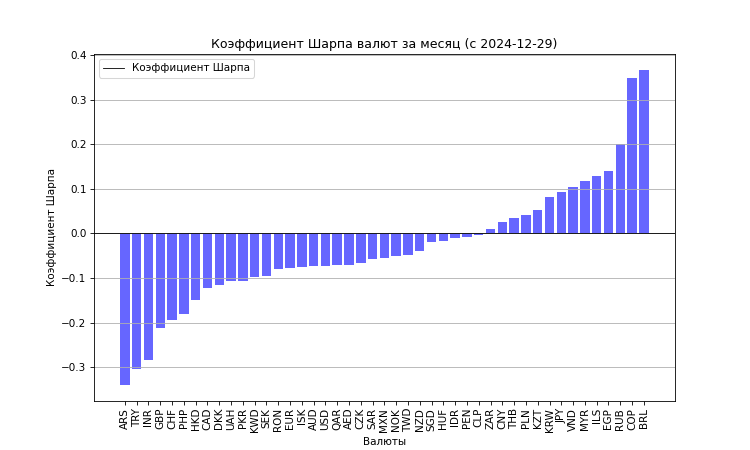 Коэффициент Шарпа валют за месяц (с 2024-12-29)
Коэффициент Шарпа
0.4
0.3
0.2
0.1
0.0
−0.1
−0.2
−0.3
Коэффициент Шарпа
ARS TRY INR GBP CHF PHP HKD CAD DKK UAH PKR KWD SEK RON EUR ISK AUD USD QAR AED CZK SAR MXN NOK TWD NZD SGD HUF IDR PEN CLP ZAR CNY THB PLN KZT KRW JPY VND MYR ILS EGP RUB COP BRL
Валюты